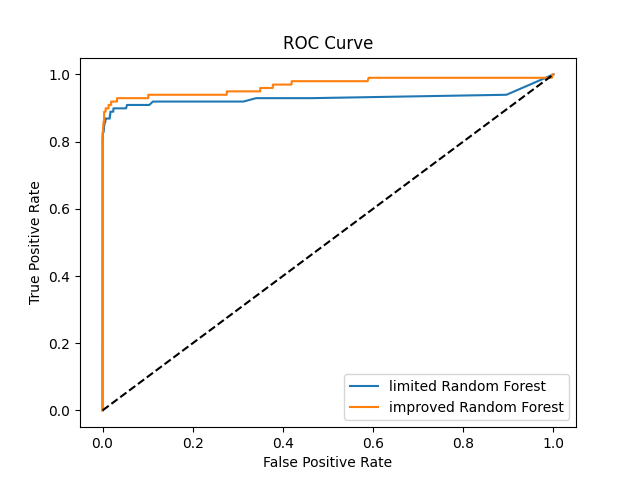 ROC Curve
1.0
0.8
0.6
0.4
0.2
0.0
True Positive Rate
0.0 0.2 0.4 0.6 0.8 1.0
False Positive Rate
limited Random Forest
improved Random Forest